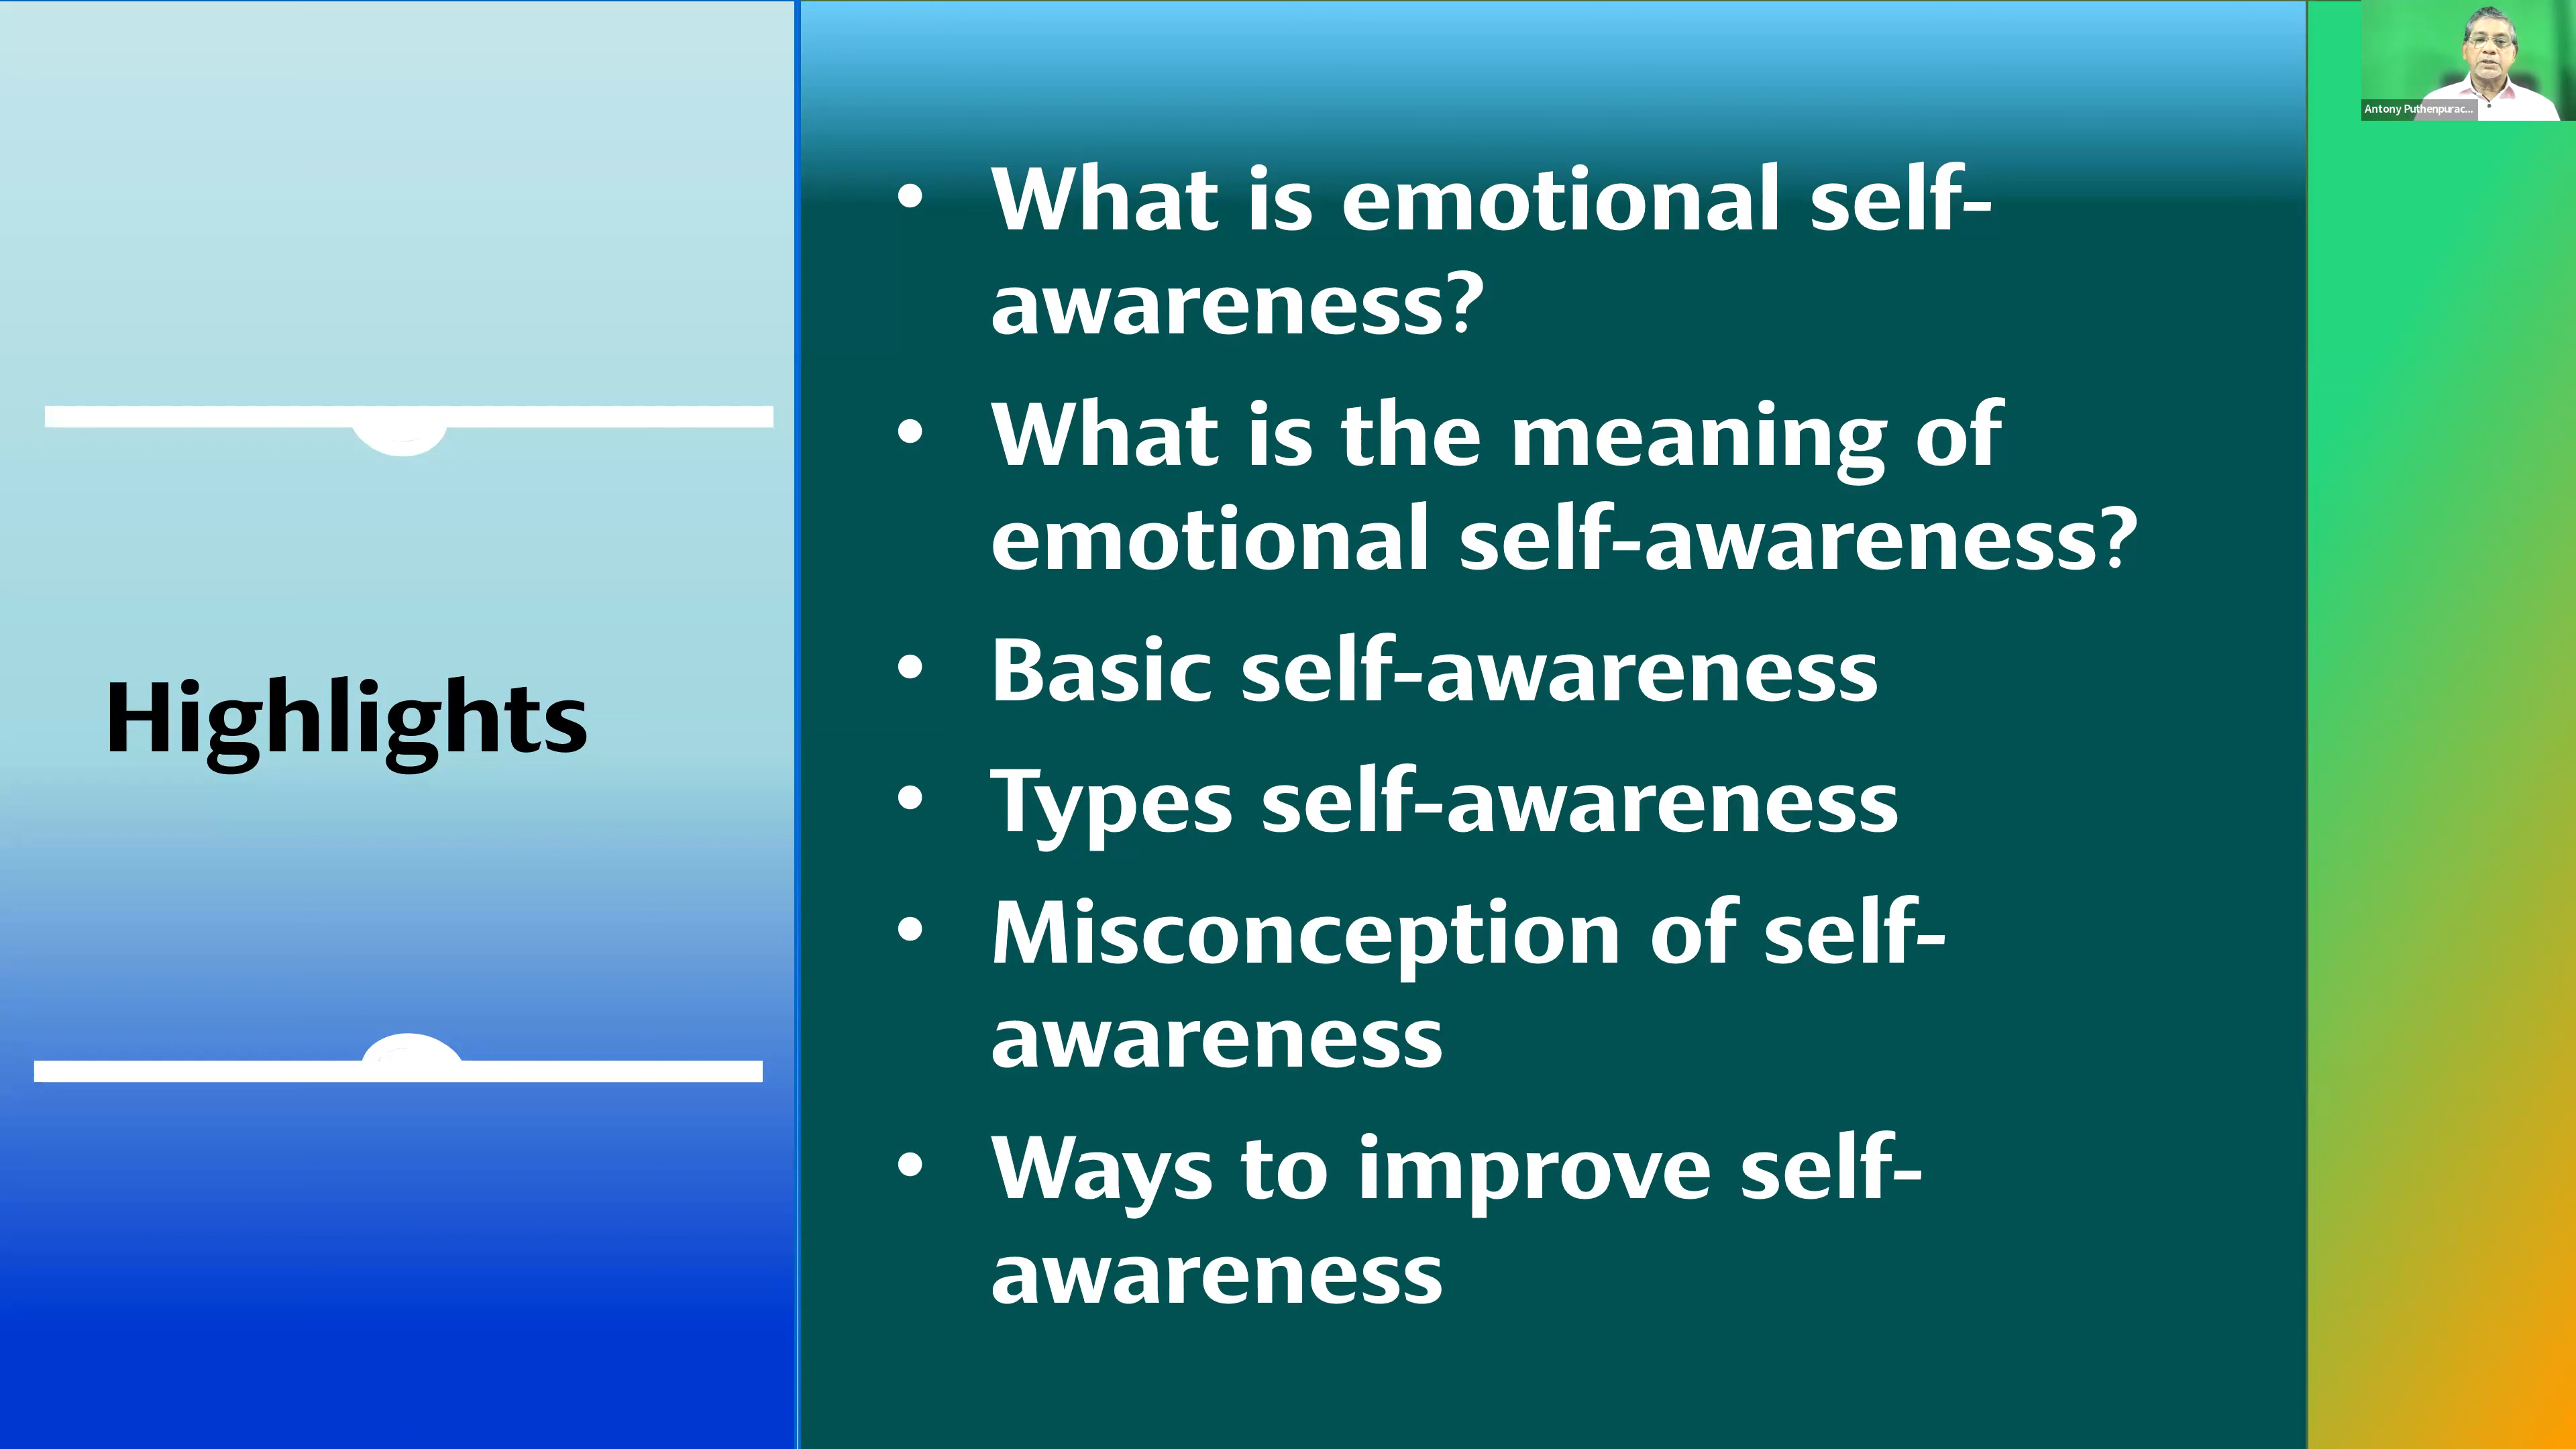 Highlights
• What is emotional self-
awareness?
• What is the meaning of
emotional self-awareness?
• Basic self-awareness
• Types self-awareness
• Misconception of self-
awareness
• Ways to improve self-
awareness
Antony Puthenpurac...